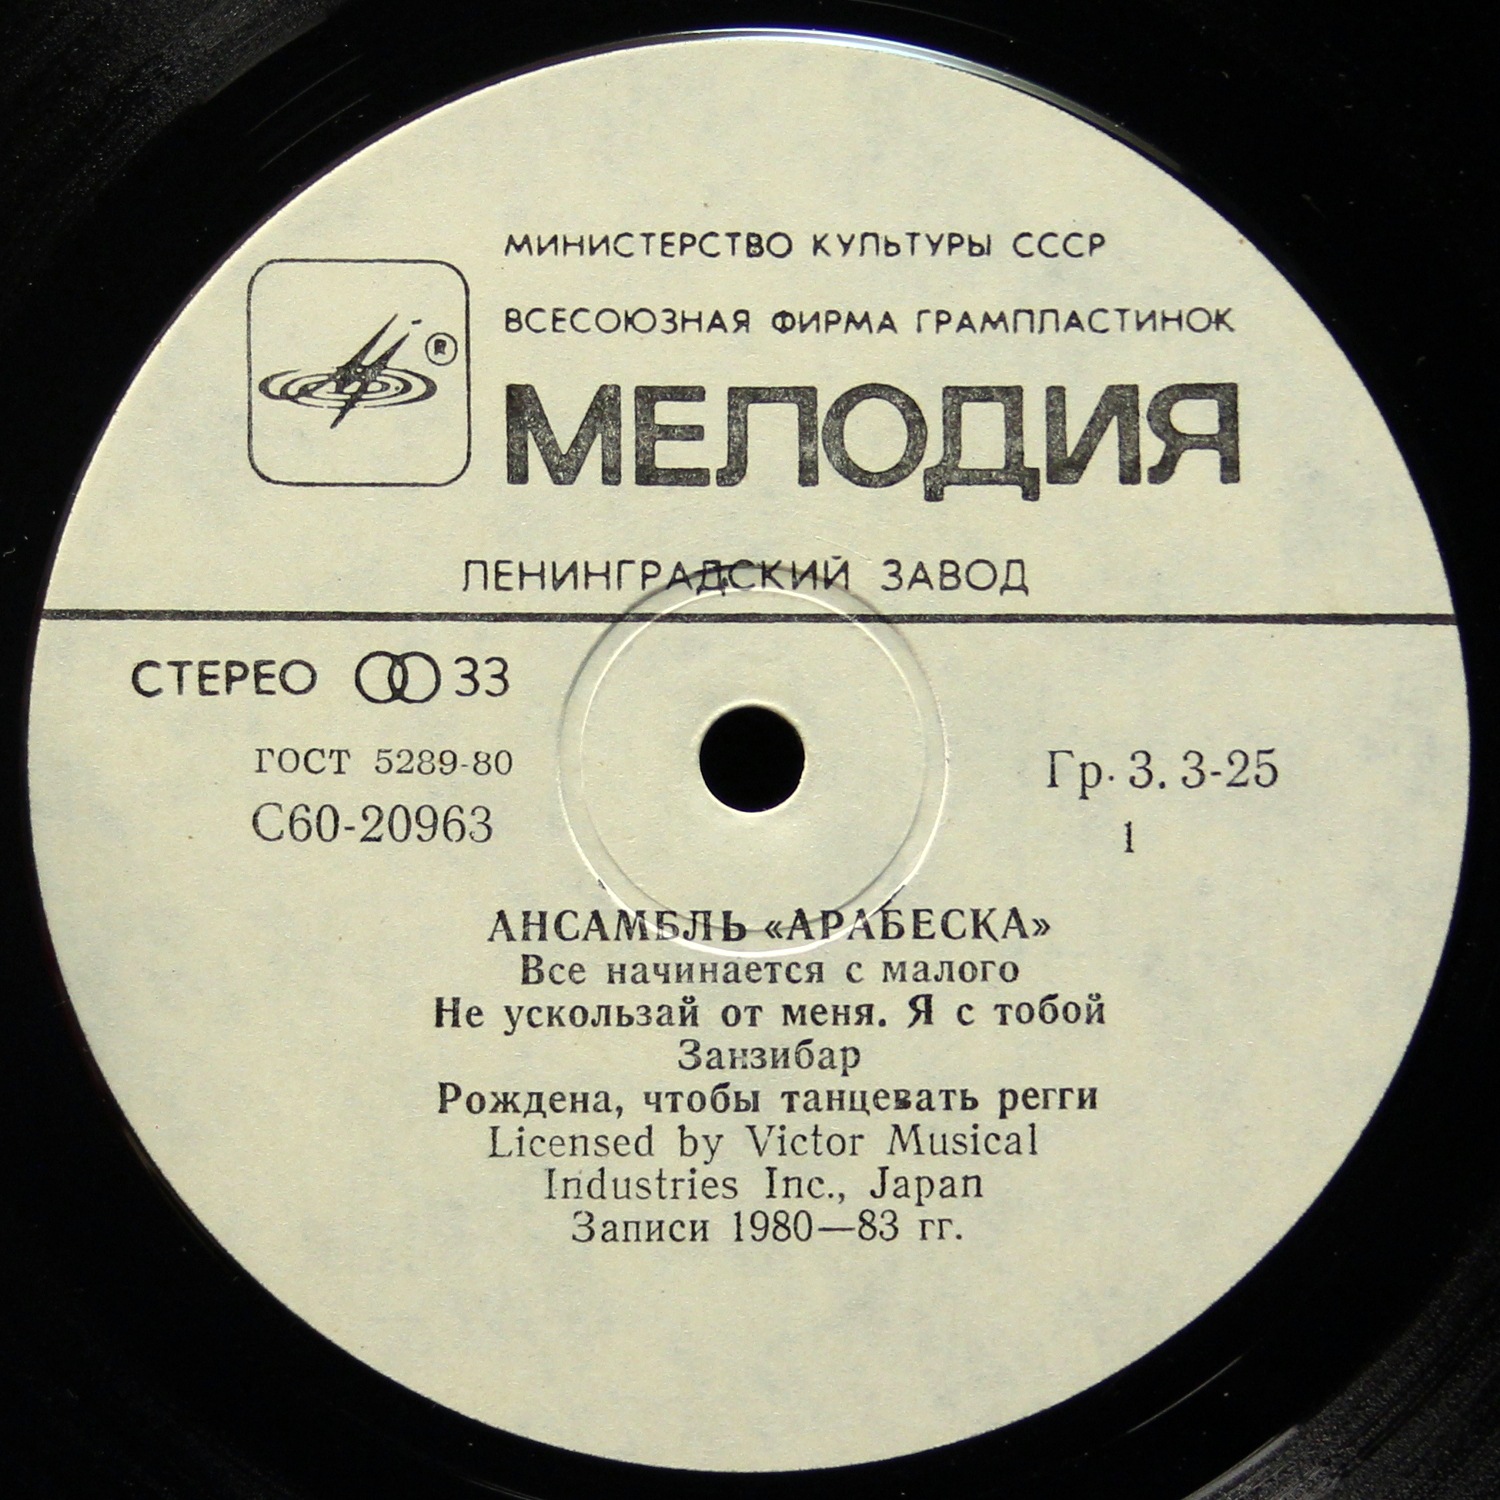 МИНИСТЕРСТВО КУЛЬТУРЫ СССР
ВСЕСОЮЗНАЯ ФИРМА ГРАМПЛАСТИНОК
®
МЕЛОДИЯ
ЛЕНИНГРАДСКИЙ ЗАВОД
СТЕРЕО 33
ГОСТ 5289-80
С60-20963
Гр. 3. 3-25
1
АНСАМБЛЬ «АРАБЕСКА»
Все начинается с малого
Не ускользай от меня. Я с тобой
Занзибар
Рождена, чтобы танцевать регги
Licensed by Victor Musical
Industries Inc., Japan
Записи 1980—83 гг.